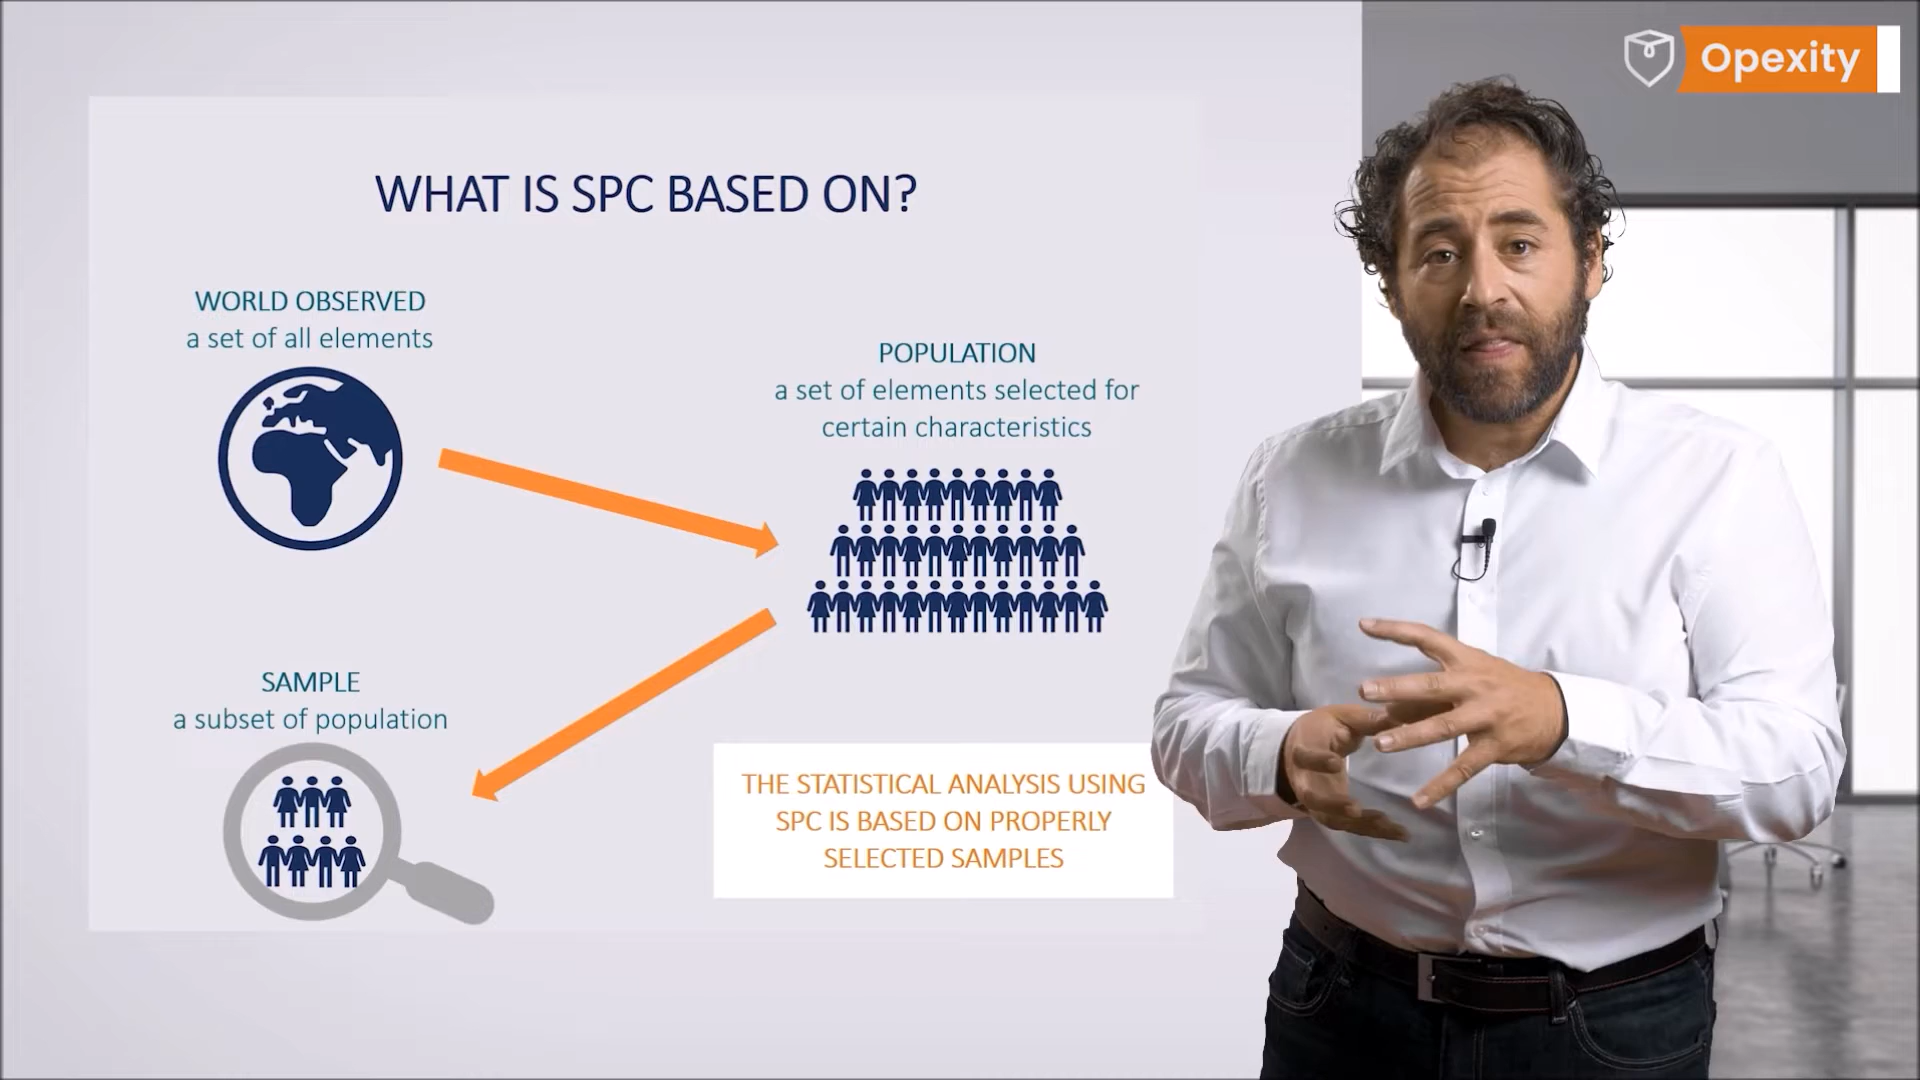 Opexity
WHAT IS SPC BASED ON?
WORLD OBSERVED
a set of all elements
POPULATION
a set of elements selected for
certain characteristics
SAMPLE
a subset of population
THE STATISTICAL ANALYSIS USING
SPC IS BASED ON PROPERLY
SELECTED SAMPLES